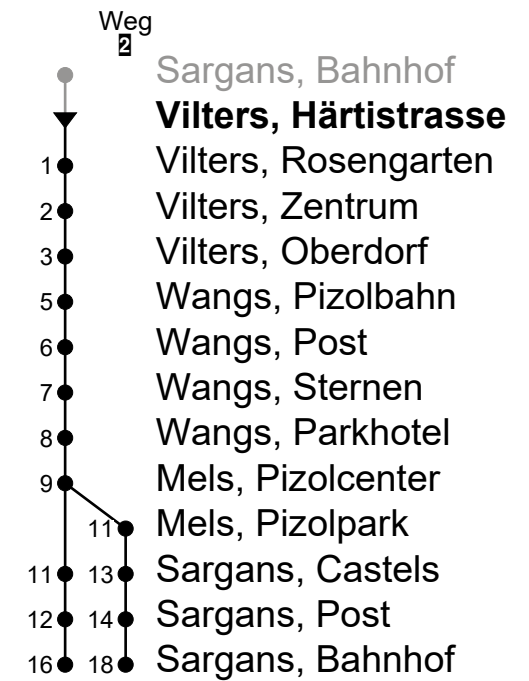 Weg
2
Sargans, Bahnhof
Vilters, Härtistrasse
1 Vilters, Rosengarten
2 Vilters, Zentrum
3 Vilters, Oberdorf
5 Wangs, Pizolbahn
6 Wangs, Post
7 Wangs, Sternen
8 Wangs, Parkhotel
9 Mels, Pizolcenter
11 Mels, Pizolpark
11 13 Sargans, Castels
12 14 Sargans, Post
16 18 Sargans, Bahnhof